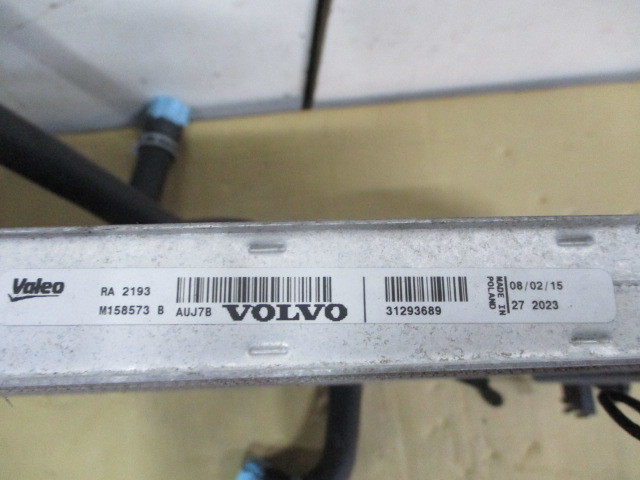 Valeo
RA 2193
M158573 B AUJ7B VOLVO
31293689
MADE IN POLAND
08/02/15
27 2023